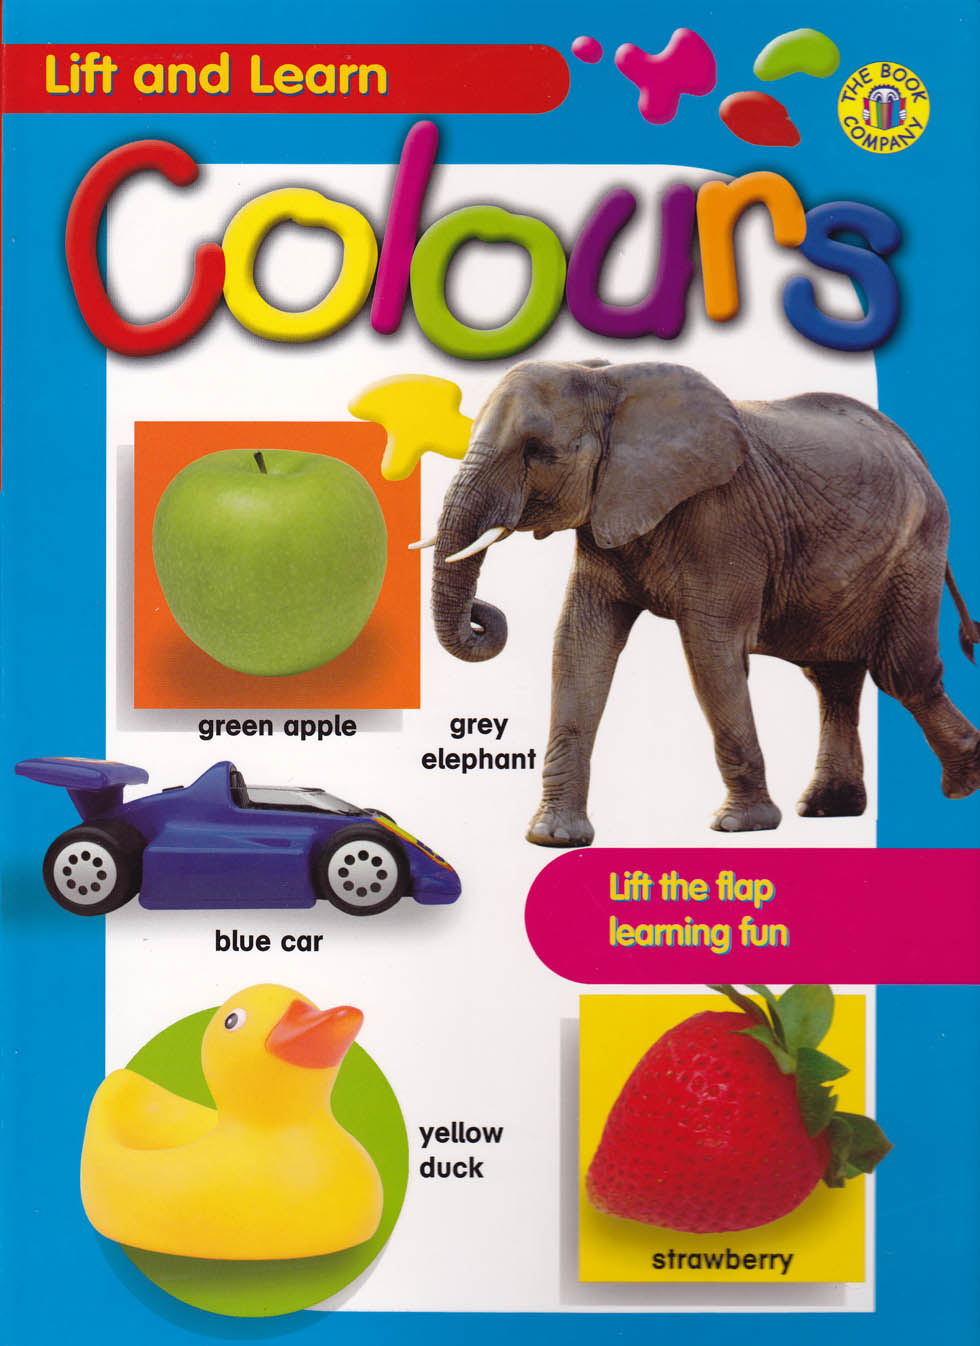 Lift and Learn
THE BOOK
COMPANY
Colours
green apple
grey
elephant
blue car
Lift the flap
learning fun
yellow
duck
strawberry